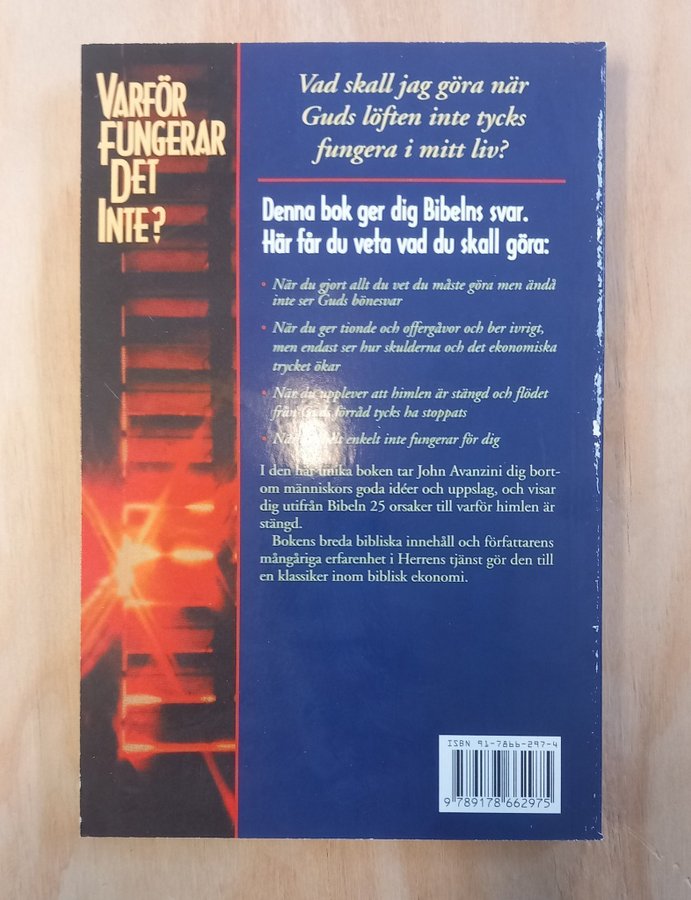 VARFÖR
FUNGERAR
DET
INTE?
Vad skall jag göra när
Guds löften inte tycks
fungera i mitt liv?
Denna bok ger dig Bibelns svar.
Här får du veta vad du skall göra:
• När du gjort allt du vet du måste göra men ändå
inte ser Guds bönesvar
• När du ger tionde och offergåvor och ber ivrigt,
men endast ser hur skulderna och det ekonomiska
trycket ökar
• När du upplever att himlen är stängd och flödet
från Guds förråd tycks ha stoppats
• När enkelt inte fungerar för dig
I den här unika boken tar John Avanzini dig bort-
om människors goda idéer och uppslag, och visar
dig utifrån Bibeln 25 orsaker till varför himlen är
stängd.
Bokens breda bibliska innehåll och författarens
mångåriga erfarenhet i Herrens tjänst gör den till
en klassiker inom biblisk ekonomi.
ISBN 91-7866-297-4
9 789178 662975